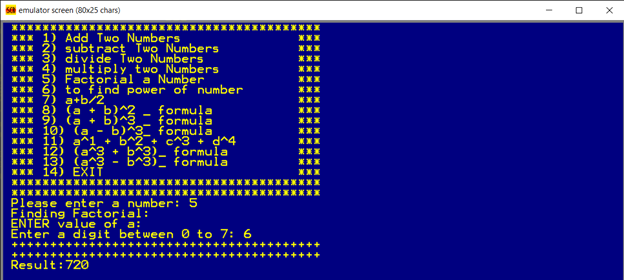 emulator screen (80x25 chars)
****************************************
*** 1) Add Two Numbers ***
*** 2) subtract Two Numbers ***
*** 3) divide Two Numbers ***
*** 4) multiply two Numbers ***
*** 5) Factorial a Number ***
*** 6) to find power of number ***
*** 7) a+b/2 ***
*** 8) (a + b)^2 _ formula ***
*** 9) (a + b)^3_ formula ***
*** 10) (a - b)^3_ formula ***
*** 11) a^1 + b^2 + c^3 + d^4 ***
*** 12) (a^3 + b^3)_ formula ***
*** 13) (a^3 - b^3)_ formula ***
*** 14) EXIT ***
****************************************
****************************************
Please enter a number: 5
Finding Factorial:
ENTER value of a:
Enter a digit between 0 to 7: 6
++++++++++++++++++++++++++++++++++++++++
++++++++++++++++++++++++++++++++++++++++
Result:720